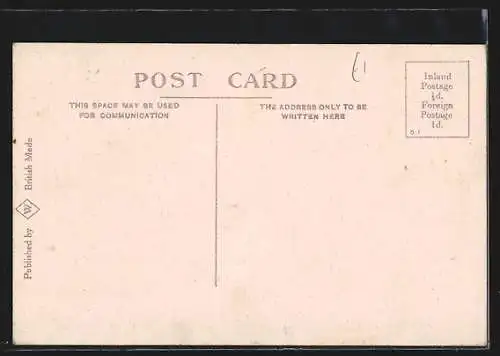 POST CARD
THIS SPACE MAY BE USED
FOR COMMUNICATION
THE ADDRESS ONLY TO BE
WRITTEN HERE
Inland
Postage
½d.
Foreign
Postage
1d.
£1
Published by W British Made